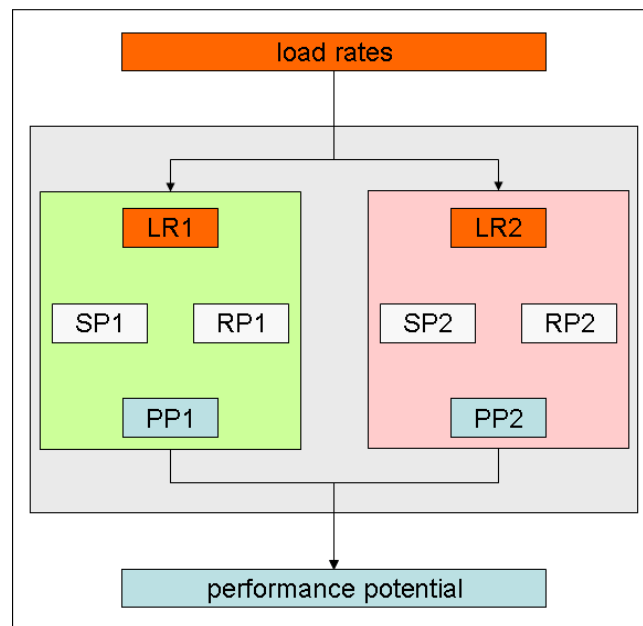 load rates
LR1
LR2
SP1
RP1
SP2
RP2
PP1
PP2
performance potential